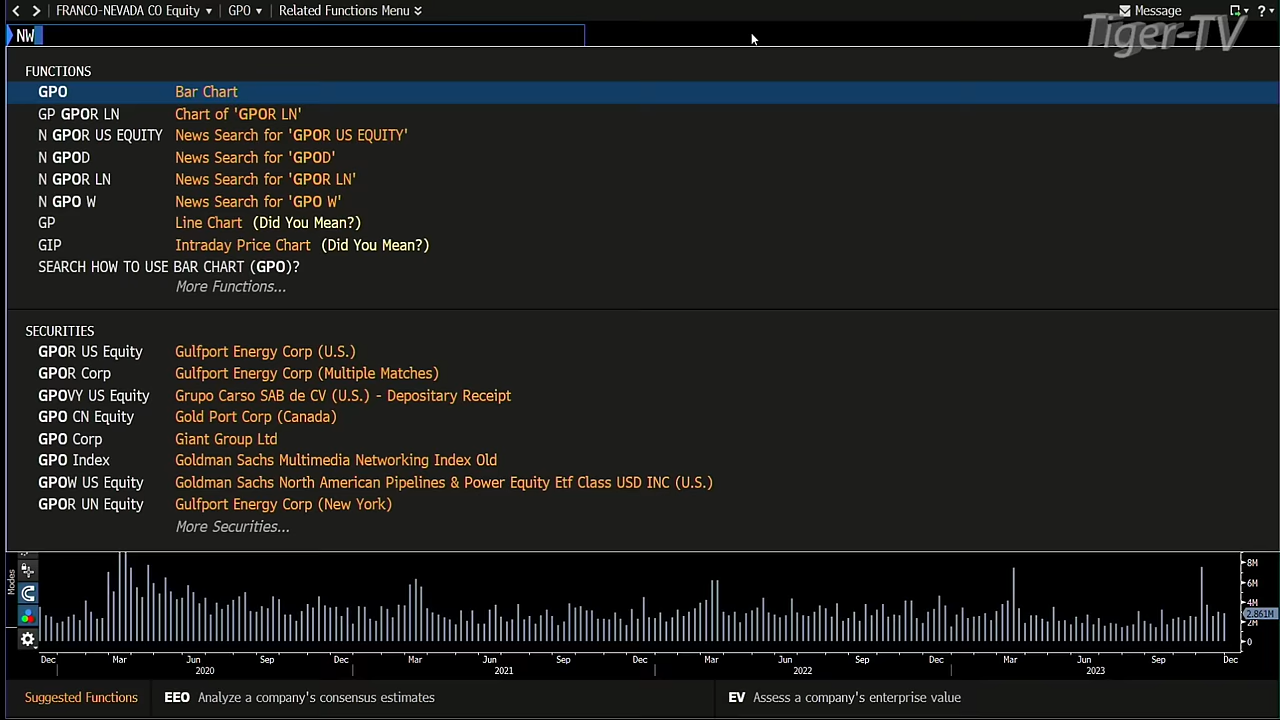 FRANCO-NEVADA CO Equity GPO Related Functions Menu Message ?
Tiger-TV
NW
FUNCTIONS
GPO Bar Chart
GP GPOR LN Chart of 'GPOR LN'
N GPOR US EQUITY News Search for 'GPOR US EQUITY'
N GPOD News Search for 'GPOD'
N GPOR LN News Search for 'GPOR LN'
N GPO W News Search for 'GPO W'
GP Line Chart (Did You Mean?)
GIP Intraday Price Chart (Did You Mean?)
SEARCH HOW TO USE BAR CHART (GPO)?
More Functions...
SECURITIES
GPOR US Equity Gulfport Energy Corp (U.S.)
GPOR Corp Gulfport Energy Corp (Multiple Matches)
GPOVY US Equity Grupo Carso SAB de CV (U.S.) - Depositary Receipt
GPO CN Equity Gold Port Corp (Canada)
GPO Corp Giant Group Ltd
GPO Index Goldman Sachs Multimedia Networking Index Old
GPOW US Equity Goldman Sachs North American Pipelines & Power Equity Etf Class USD INC (U.S.)
GPOR UN Equity Gulfport Energy Corp (New York)
More Securities...
Modes
8M
6M
4M
2.861M
2M
0
Dec Mar Jun Sep Dec Mar Jun Sep Dec Mar Jun Sep Dec Mar Jun Sep Dec
2020 2021 2022 2023
Suggested Functions EEO Analyze a company's consensus estimates EV Assess a company's enterprise value